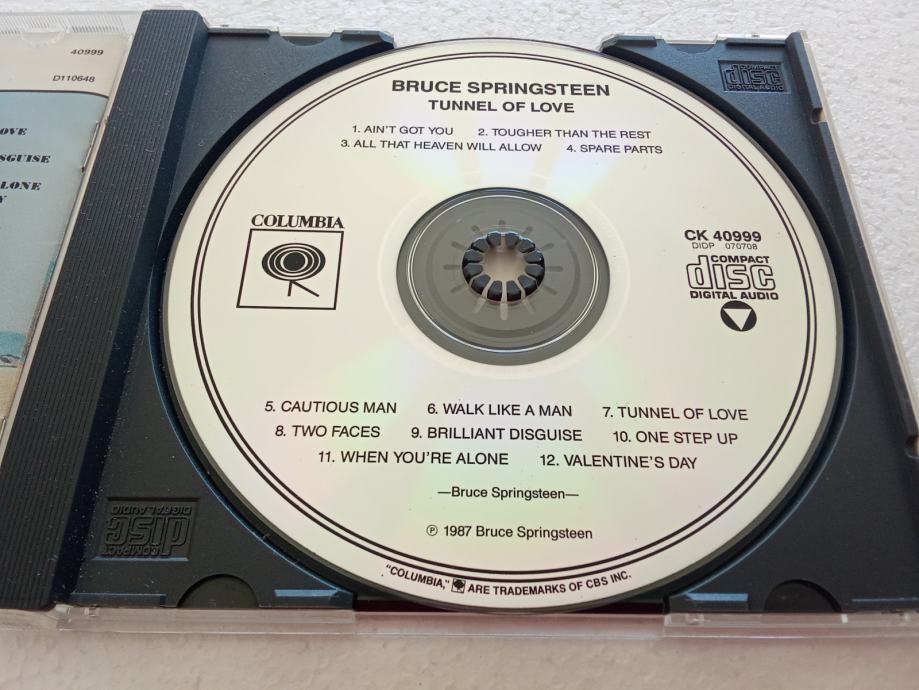 40999
D110648
OVE
SGUISE
LONE
Y
COMPACT
disc
DIGITAL AUDIO
BRUCE SPRINGSTEEN
TUNNEL OF LOVE
1. AIN'T GOT YOU 2. TOUGHER THAN THE REST
3. ALL THAT HEAVEN WILL ALLOW 4. SPARE PARTS
COLUMBIA
CK 40999
DIDP 070708
COMPACT
disc
DIGITAL AUDIO
5. CAUTIOUS MAN 6. WALK LIKE A MAN 7. TUNNEL OF LOVE
8. TWO FACES 9. BRILLIANT DISGUISE 10. ONE STEP UP
11. WHEN YOU'RE ALONE 12. VALENTINE'S DAY
—Bruce Springsteen—
℗ 1987 Bruce Springsteen
"COLUMBIA," ARE TRADEMARKS OF CBS INC.
COMPACT
disc
DIGITAL AUDIO